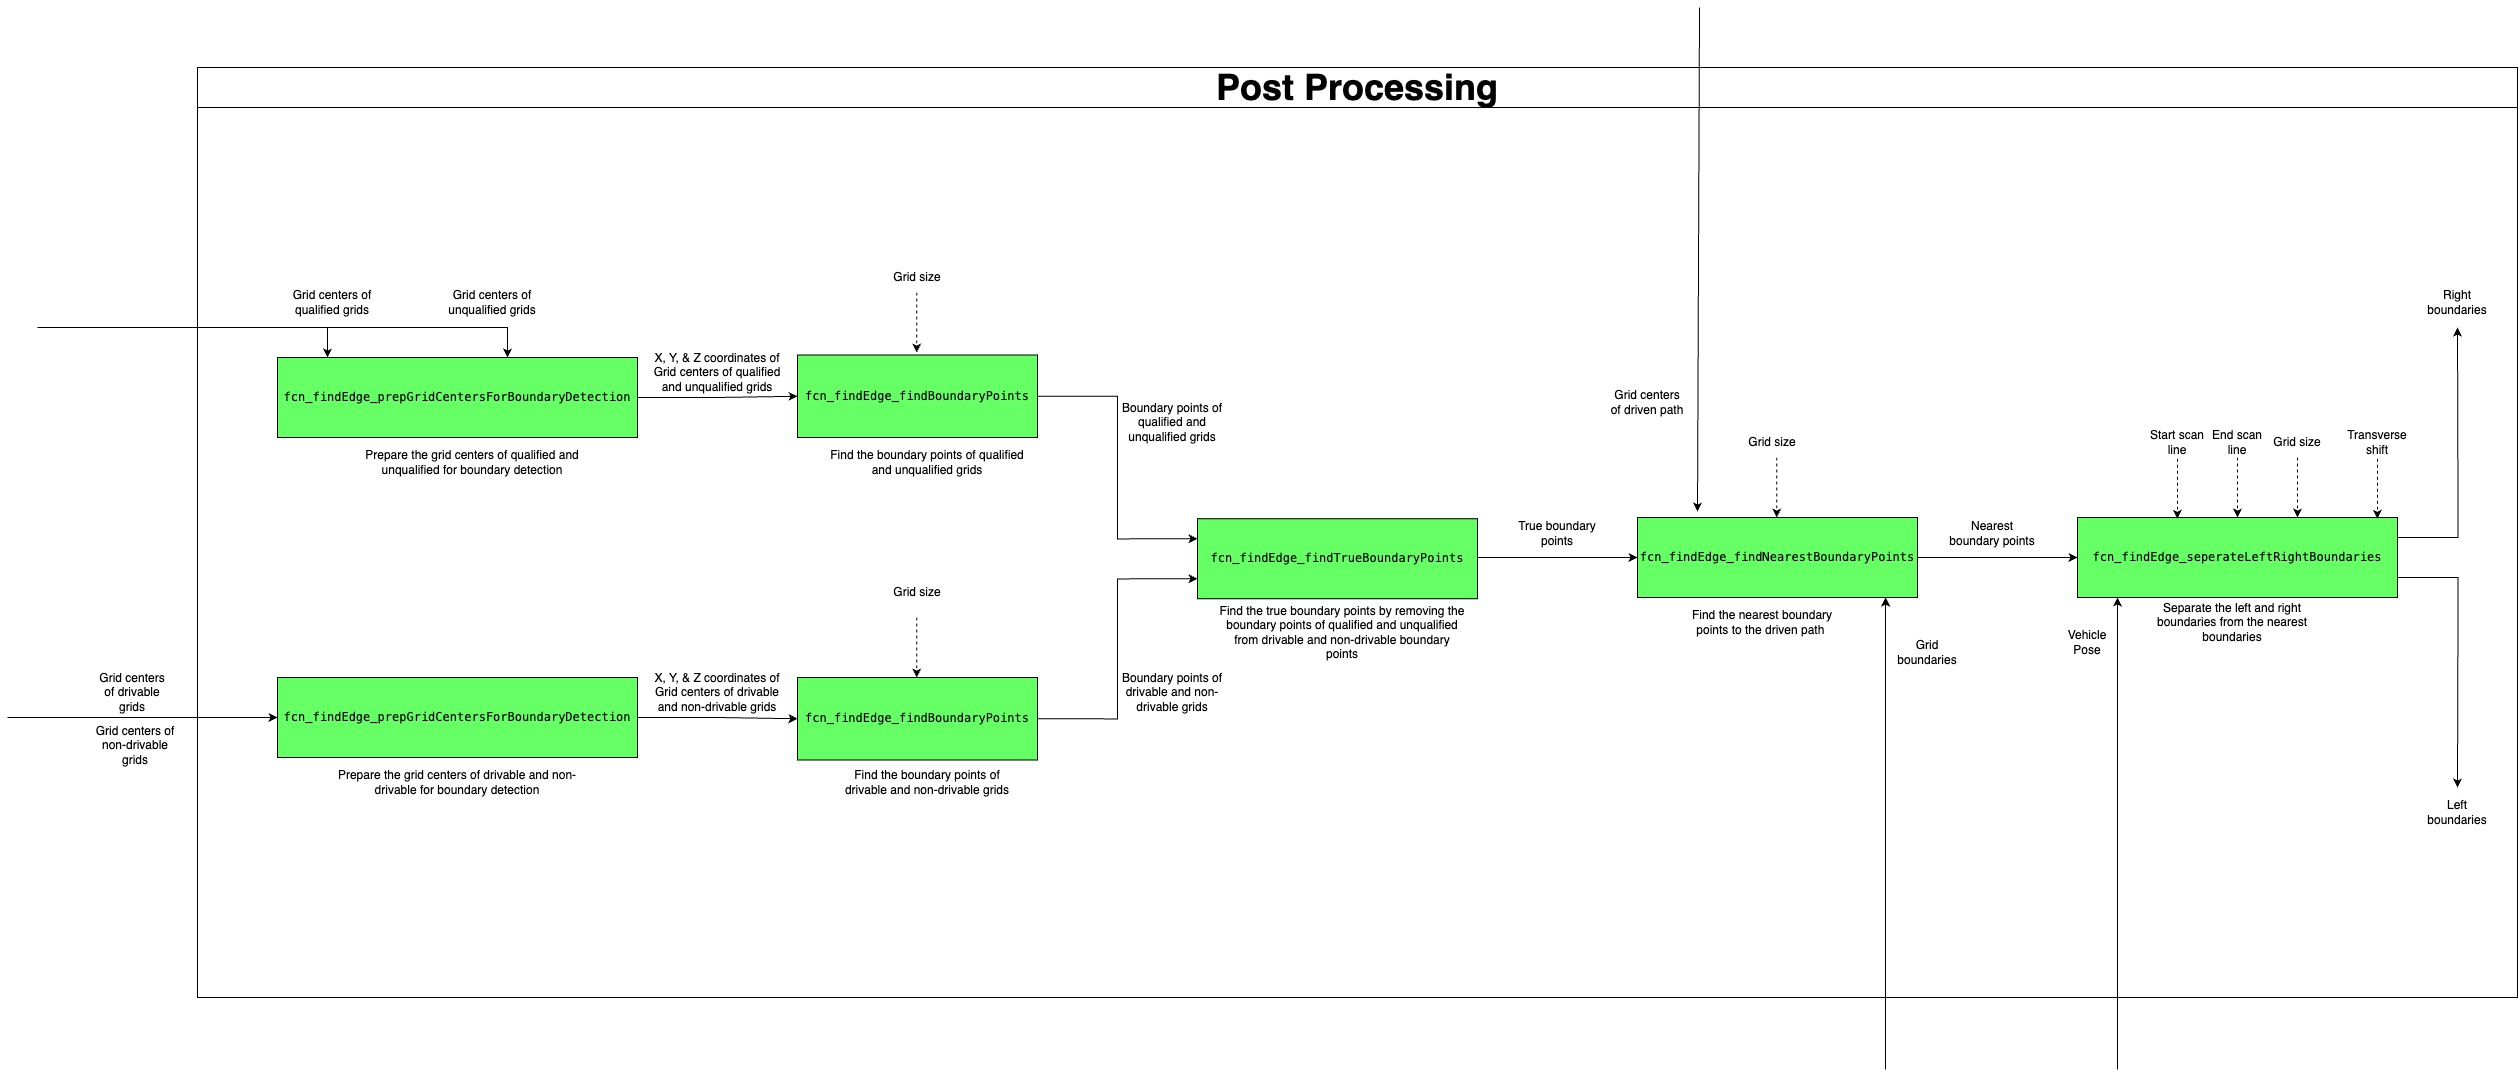 Post Processing
Grid size
Grid centers of
qualified grids
Grid centers of
unqualified grids
fcn_findEdge_prepGridCentersForBoundaryDetection
Prepare the grid centers of qualified and
unqualified for boundary detection
X, Y, & Z coordinates of
Grid centers of qualified
and unqualified grids
fcn_findEdge_findBoundaryPoints
Find the boundary points of qualified
and unqualified grids
Boundary points of
qualified and
unqualified grids
Grid size
Grid centers
of drivable
grids
Grid centers of
non-drivable
grids
fcn_findEdge_prepGridCentersForBoundaryDetection
Prepare the grid centers of drivable and non-
drivable for boundary detection
X, Y, & Z coordinates of
Grid centers of drivable
and non-drivable grids
fcn_findEdge_findBoundaryPoints
Find the boundary points of
drivable and non-drivable grids
Boundary points of
drivable and non-
drivable grids
fcn_findEdge_findTrueBoundaryPoints
Find the true boundary points by removing the
boundary points of qualified and unqualified
from drivable and non-drivable boundary
points
True boundary
points
Grid centers
of driven path
Grid size
fcn_findEdge_findNearestBoundaryPoints
Find the nearest boundary
points to the driven path
Grid
boundaries
Nearest
boundary points
Start scan
line
End scan
line
Grid size
Transverse
shift
fcn_findEdge_seperateLeftRightBoundaries
Separate the left and right
boundaries from the nearest
boundaries
Vehicle
Pose
Right
boundaries
Left
boundaries